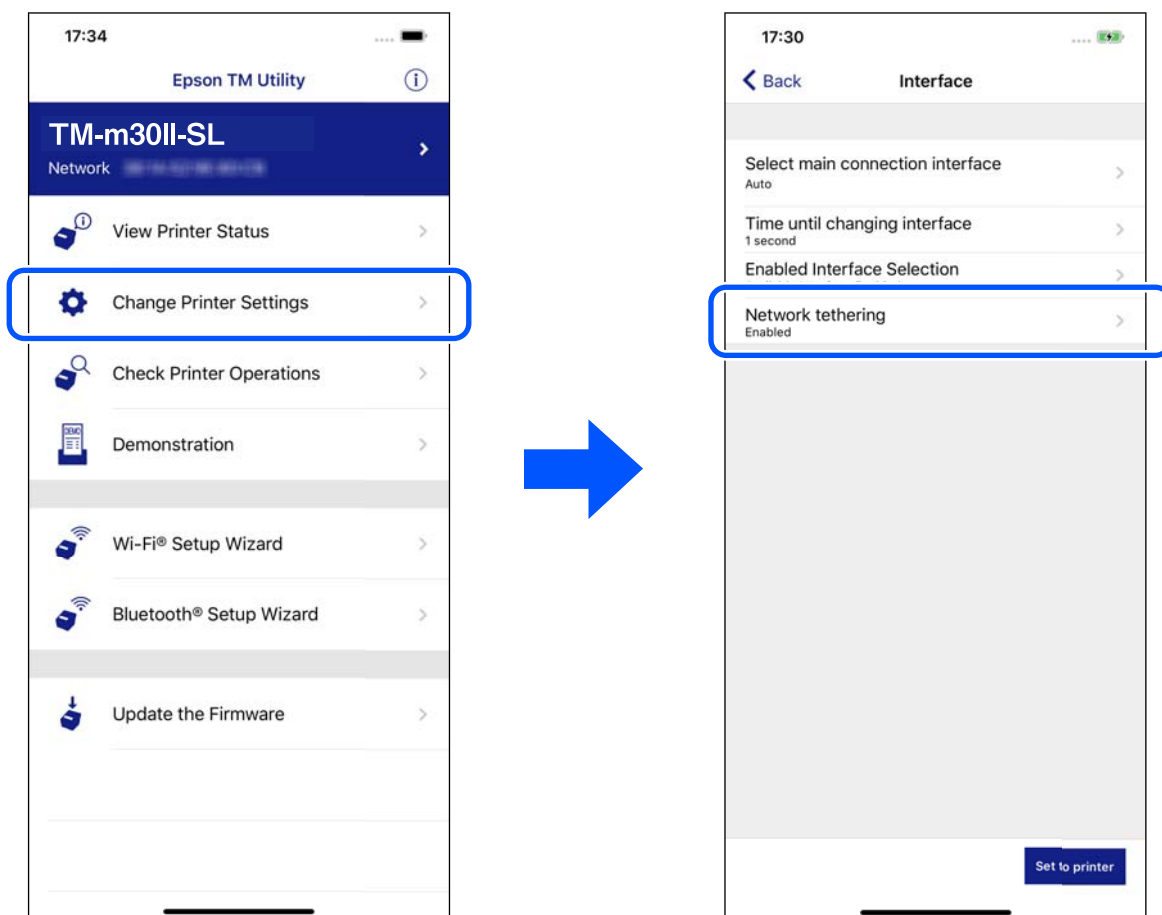 17:34
Epson TM Utility
TM-m30II-SL
Network
View Printer Status
Change Printer Settings
Check Printer Operations
DEMO
Demonstration
Wi-Fi® Setup Wizard
Bluetooth® Setup Wizard
Update the Firmware
17:30
Back
Interface
Select main connection interface
Auto
Time until changing interface
1 second
Enabled Interface Selection
Network tethering
Enabled
Set to printer